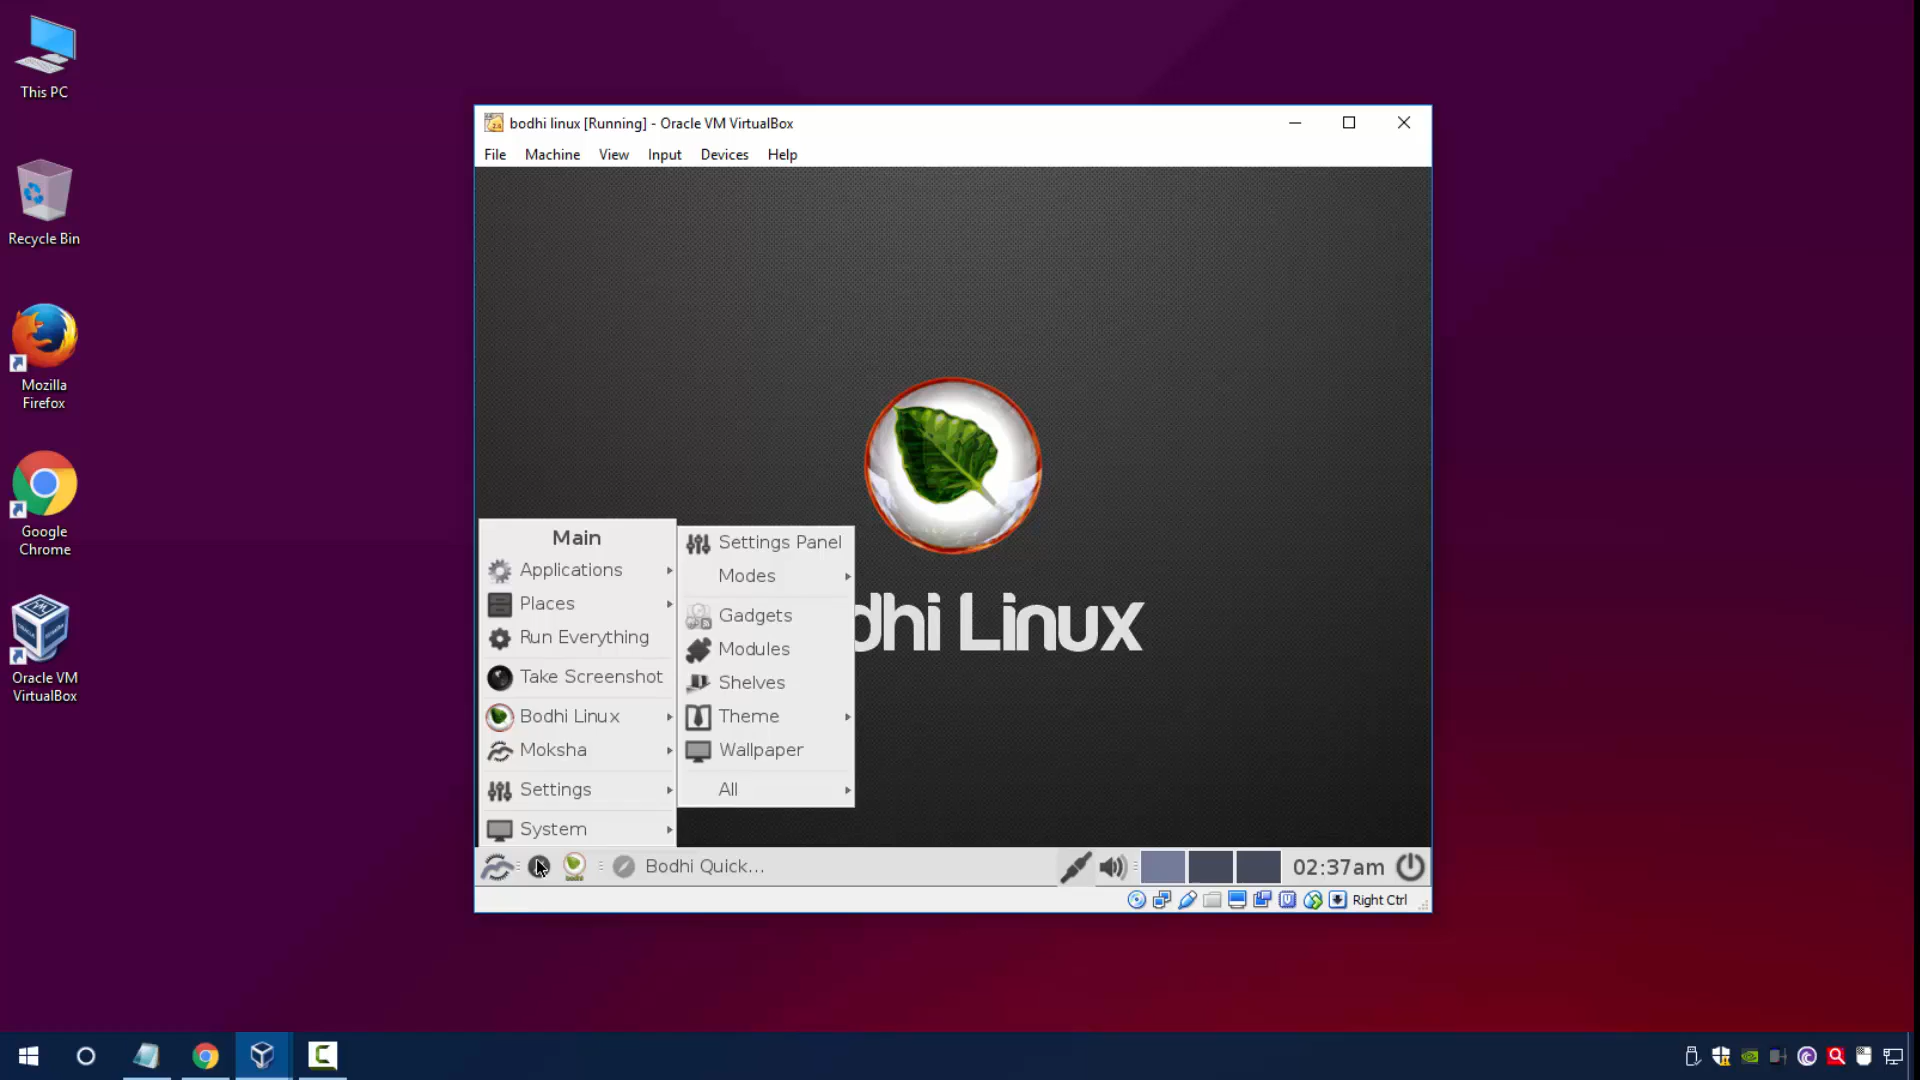 This PC
Recycle Bin
Mozilla
Firefox
Google
Chrome
Oracle VM
VirtualBox
bodhi linux [Running] - Oracle VM VirtualBox
File Machine View Input Devices Help
dhi Linux
Main
Applications
Places
Run Everything
Take Screenshot
Bodhi Linux
Moksha
Settings
System
Settings Panel
Modes
Gadgets
Modules
Shelves
Theme
Wallpaper
All
bodhi
Bodhi Quick...
02:37am
Right Ctrl